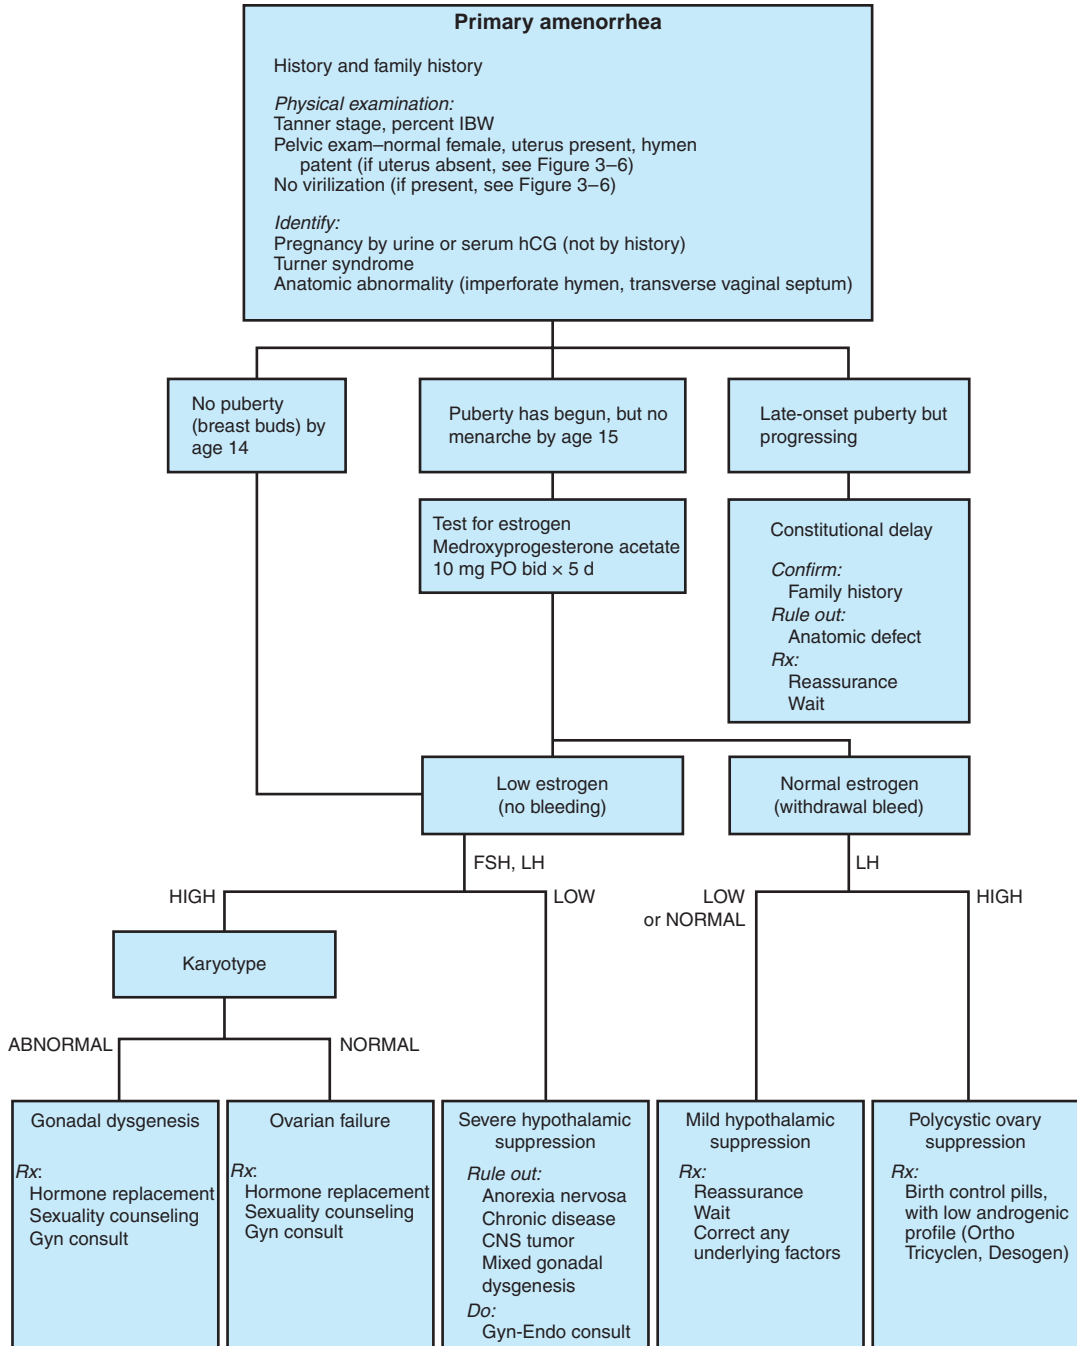 Primary amenorrhea
History and family history
Physical examination:
Tanner stage, percent IBW
Pelvic exam–normal female, uterus present, hymen
patent (if uterus absent, see Figure 3–6)
No virilization (if present, see Figure 3–6)
Identify:
Pregnancy by urine or serum hCG (not by history)
Turner syndrome
Anatomic abnormality (imperforate hymen, transverse vaginal septum)
No puberty
(breast buds) by
age 14
Puberty has begun, but no
menarche by age 15
Late-onset puberty but
progressing
Test for estrogen
Medroxyprogesterone acetate
10 mg PO bid × 5 d
Constitutional delay
Confirm:
Family history
Rule out:
Anatomic defect
Rx:
Reassurance
Wait
Low estrogen
(no bleeding)
Normal estrogen
(withdrawal bleed)
FSH, LH
LH
HIGH
LOW
LOW
or NORMAL
HIGH
Karyotype
ABNORMAL
NORMAL
Gonadal dysgenesis
Rx:
Hormone replacement
Sexuality counseling
Gyn consult
Ovarian failure
Rx:
Hormone replacement
Sexuality counseling
Gyn consult
Severe hypothalamic
suppression
Rule out:
Anorexia nervosa
Chronic disease
CNS tumor
Mixed gonadal
dysgenesis
Do:
Gyn-Endo consult
Mild hypothalamic
suppression
Rx:
Reassurance
Wait
Correct any
underlying factors
Polycystic ovary
suppression
Rx:
Birth control pills,
with low androgenic
profile (Ortho
Tricyclen, Desogen)